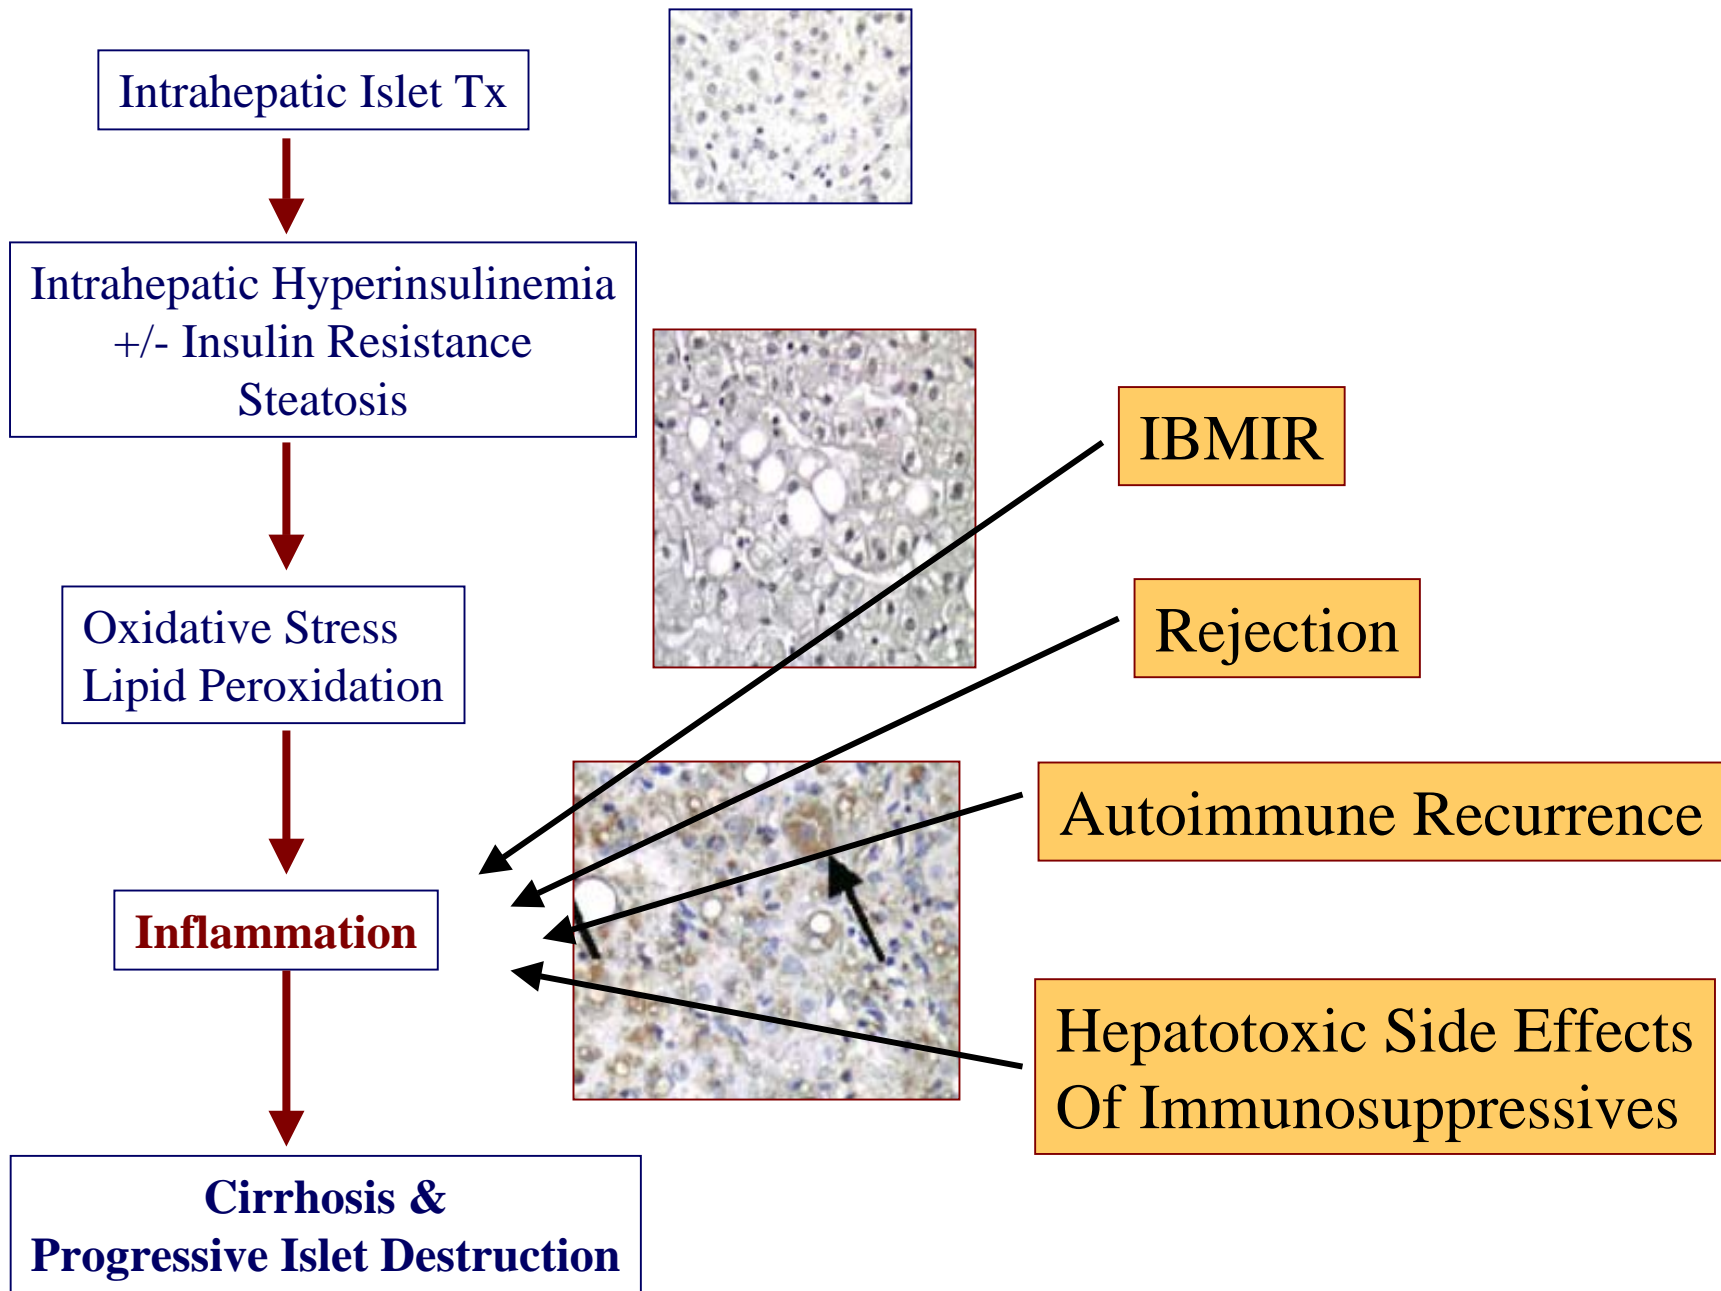 Intrahepatic Islet Tx
Intrahepatic Hyperinsulinemia
+/- Insulin Resistance
Steatosis
Oxidative Stress
Lipid Peroxidation
Inflammation
Cirrhosis &
Progressive Islet Destruction
IBMIR
Rejection
Autoimmune Recurrence
Hepatotoxic Side Effects
Of Immunosuppressives